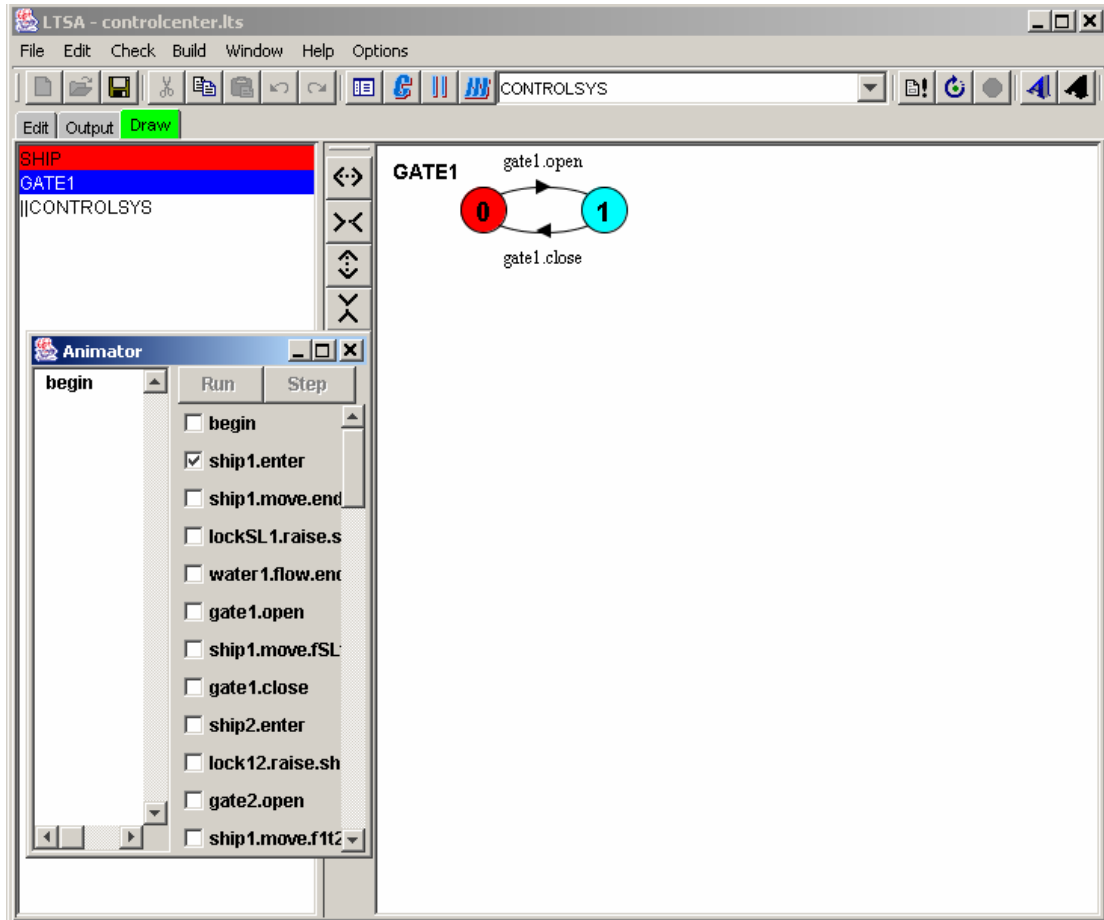 LTSA - controlcenter.lts
File Edit Check Build Window Help Options
CONTROLSYS
Edit Output Draw
SHIP
GATE1
||CONTROLSYS
GATE1
gate1.open
0 1
gate1.close
Animator
begin
Run Step
begin
ship1.enter
ship1.move.end
lockSL1.raise.s
water1.flow.end
gate1.open
ship1.move.fSL
gate1.close
ship2.enter
lock12.raise.sh
gate2.open
ship1.move.f1t2